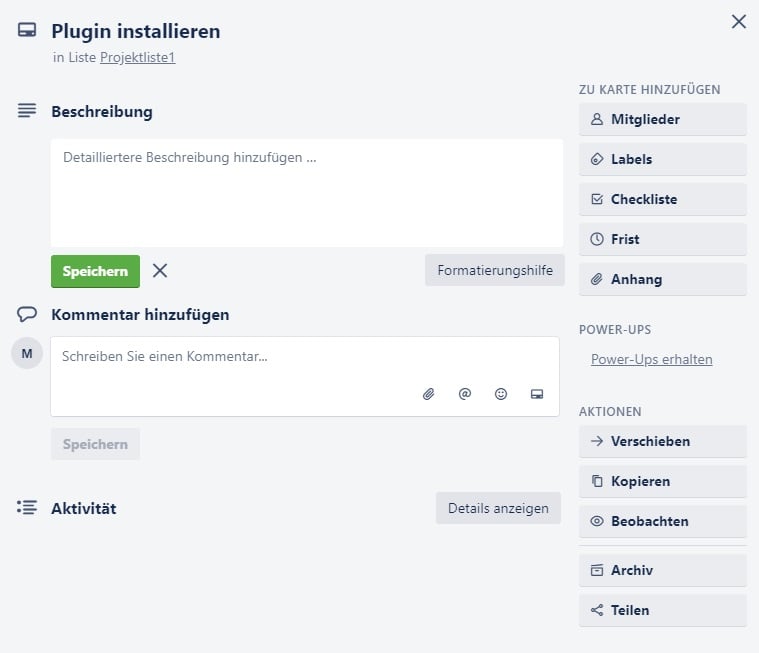 Plugin installieren
in Liste Projektliste1
Beschreibung
Detailliertere Beschreibung hinzufügen ...
Speichern
Formatierungshilfe
Kommentar hinzufügen
M
Schreiben Sie einen Kommentar...
Speichern
Aktivität
Details anzeigen
ZU KARTE HINZUFÜGEN
Mitglieder
Labels
Checkliste
Frist
Anhang
POWER-UPS
Power-Ups erhalten
AKTIONEN
Verschieben
Kopieren
Beobachten
Archiv
Teilen